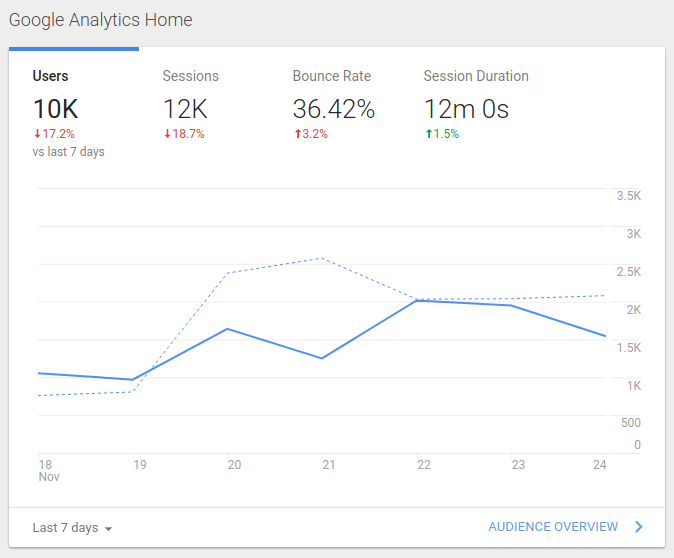 Google Analytics Home
Users
10K
↓17.2%
vs last 7 days
Sessions
12K
↓18.7%
Bounce Rate
36.42%
↑3.2%
Session Duration
12m 0s
↑1.5%
3.5K
3K
2.5K
2K
1.5K
1K
500
0
18 19 20 21 22 23 24
Nov
Last 7 days
AUDIENCE OVERVIEW